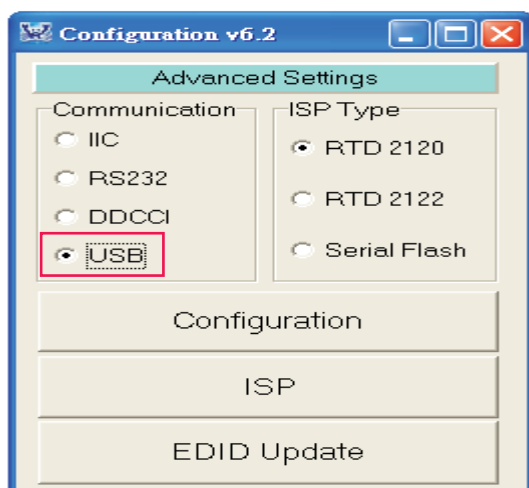 Configuration v6.2
Advanced Settings
Communication
IIC
RS232
DDCCI
USB
ISP Type
RTD 2120
RTD 2122
Serial Flash
Configuration
ISP
EDID Update